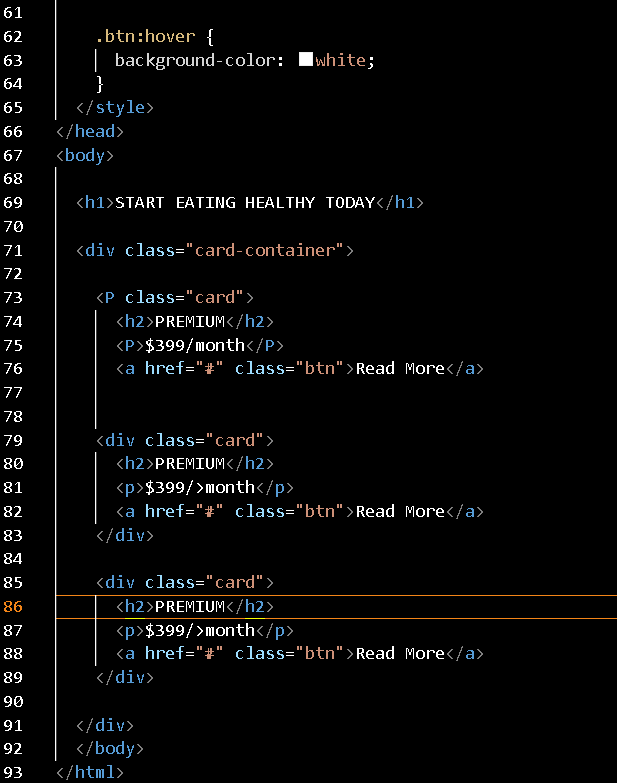 61
62 .btn:hover {
63 background-color: white;
64 }
65 </style>
66 </head>
67 <body>
68
69 <h1>START EATING HEALTHY TODAY</h1>
70
71 <div class="card-container">
72
73 <P class="card">
74 <h2>PREMIUM</h2>
75 <P>$399/month</P>
76 <a href="#" class="btn">Read More</a>
77
78
79 <div class="card">
80 <h2>PREMIUM</h2>
81 <p>$399/>month</p>
82 <a href="#" class="btn">Read More</a>
83 </div>
84
85 <div class="card">
86 <h2>PREMIUM</h2>
87 <p>$399/>month</p>
88 <a href="#" class="btn">Read More</a>
89 </div>
90
91 </div>
92 </body>
93 </html>